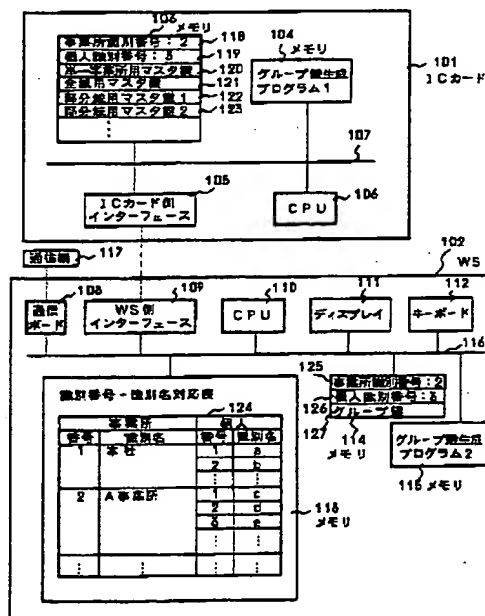 106 メモリ
事業所識別番号:2 118
個人識別番号:3 119
単一事業所用マスタ鍵 120
全域用マスタ鍵 121
部分域用マスタ鍵1 122
部分域用マスタ鍵2 123
104 メモリ
グループ鍵生成
プログラム1
101
ICカード
107
105
ICカード側
インターフェース
CPU 106
通信網 117
102
WS
108
通信
ボード
109
WS側
インターフェース
110
CPU
111
ディスプレイ
112
キーボード
116
識別番号-識別名対応表
124
事業所 個人
番号 識別名 番号 識別名
1 本社 1 a
2 b
2 A事業所 1 c
2 d
3 e
113
メモリ
125 事業所識別番号:2
126 個人識別番号:3
127 グループ鍵
114
メモリ
グループ鍵生成
プログラム2
115 メモリ